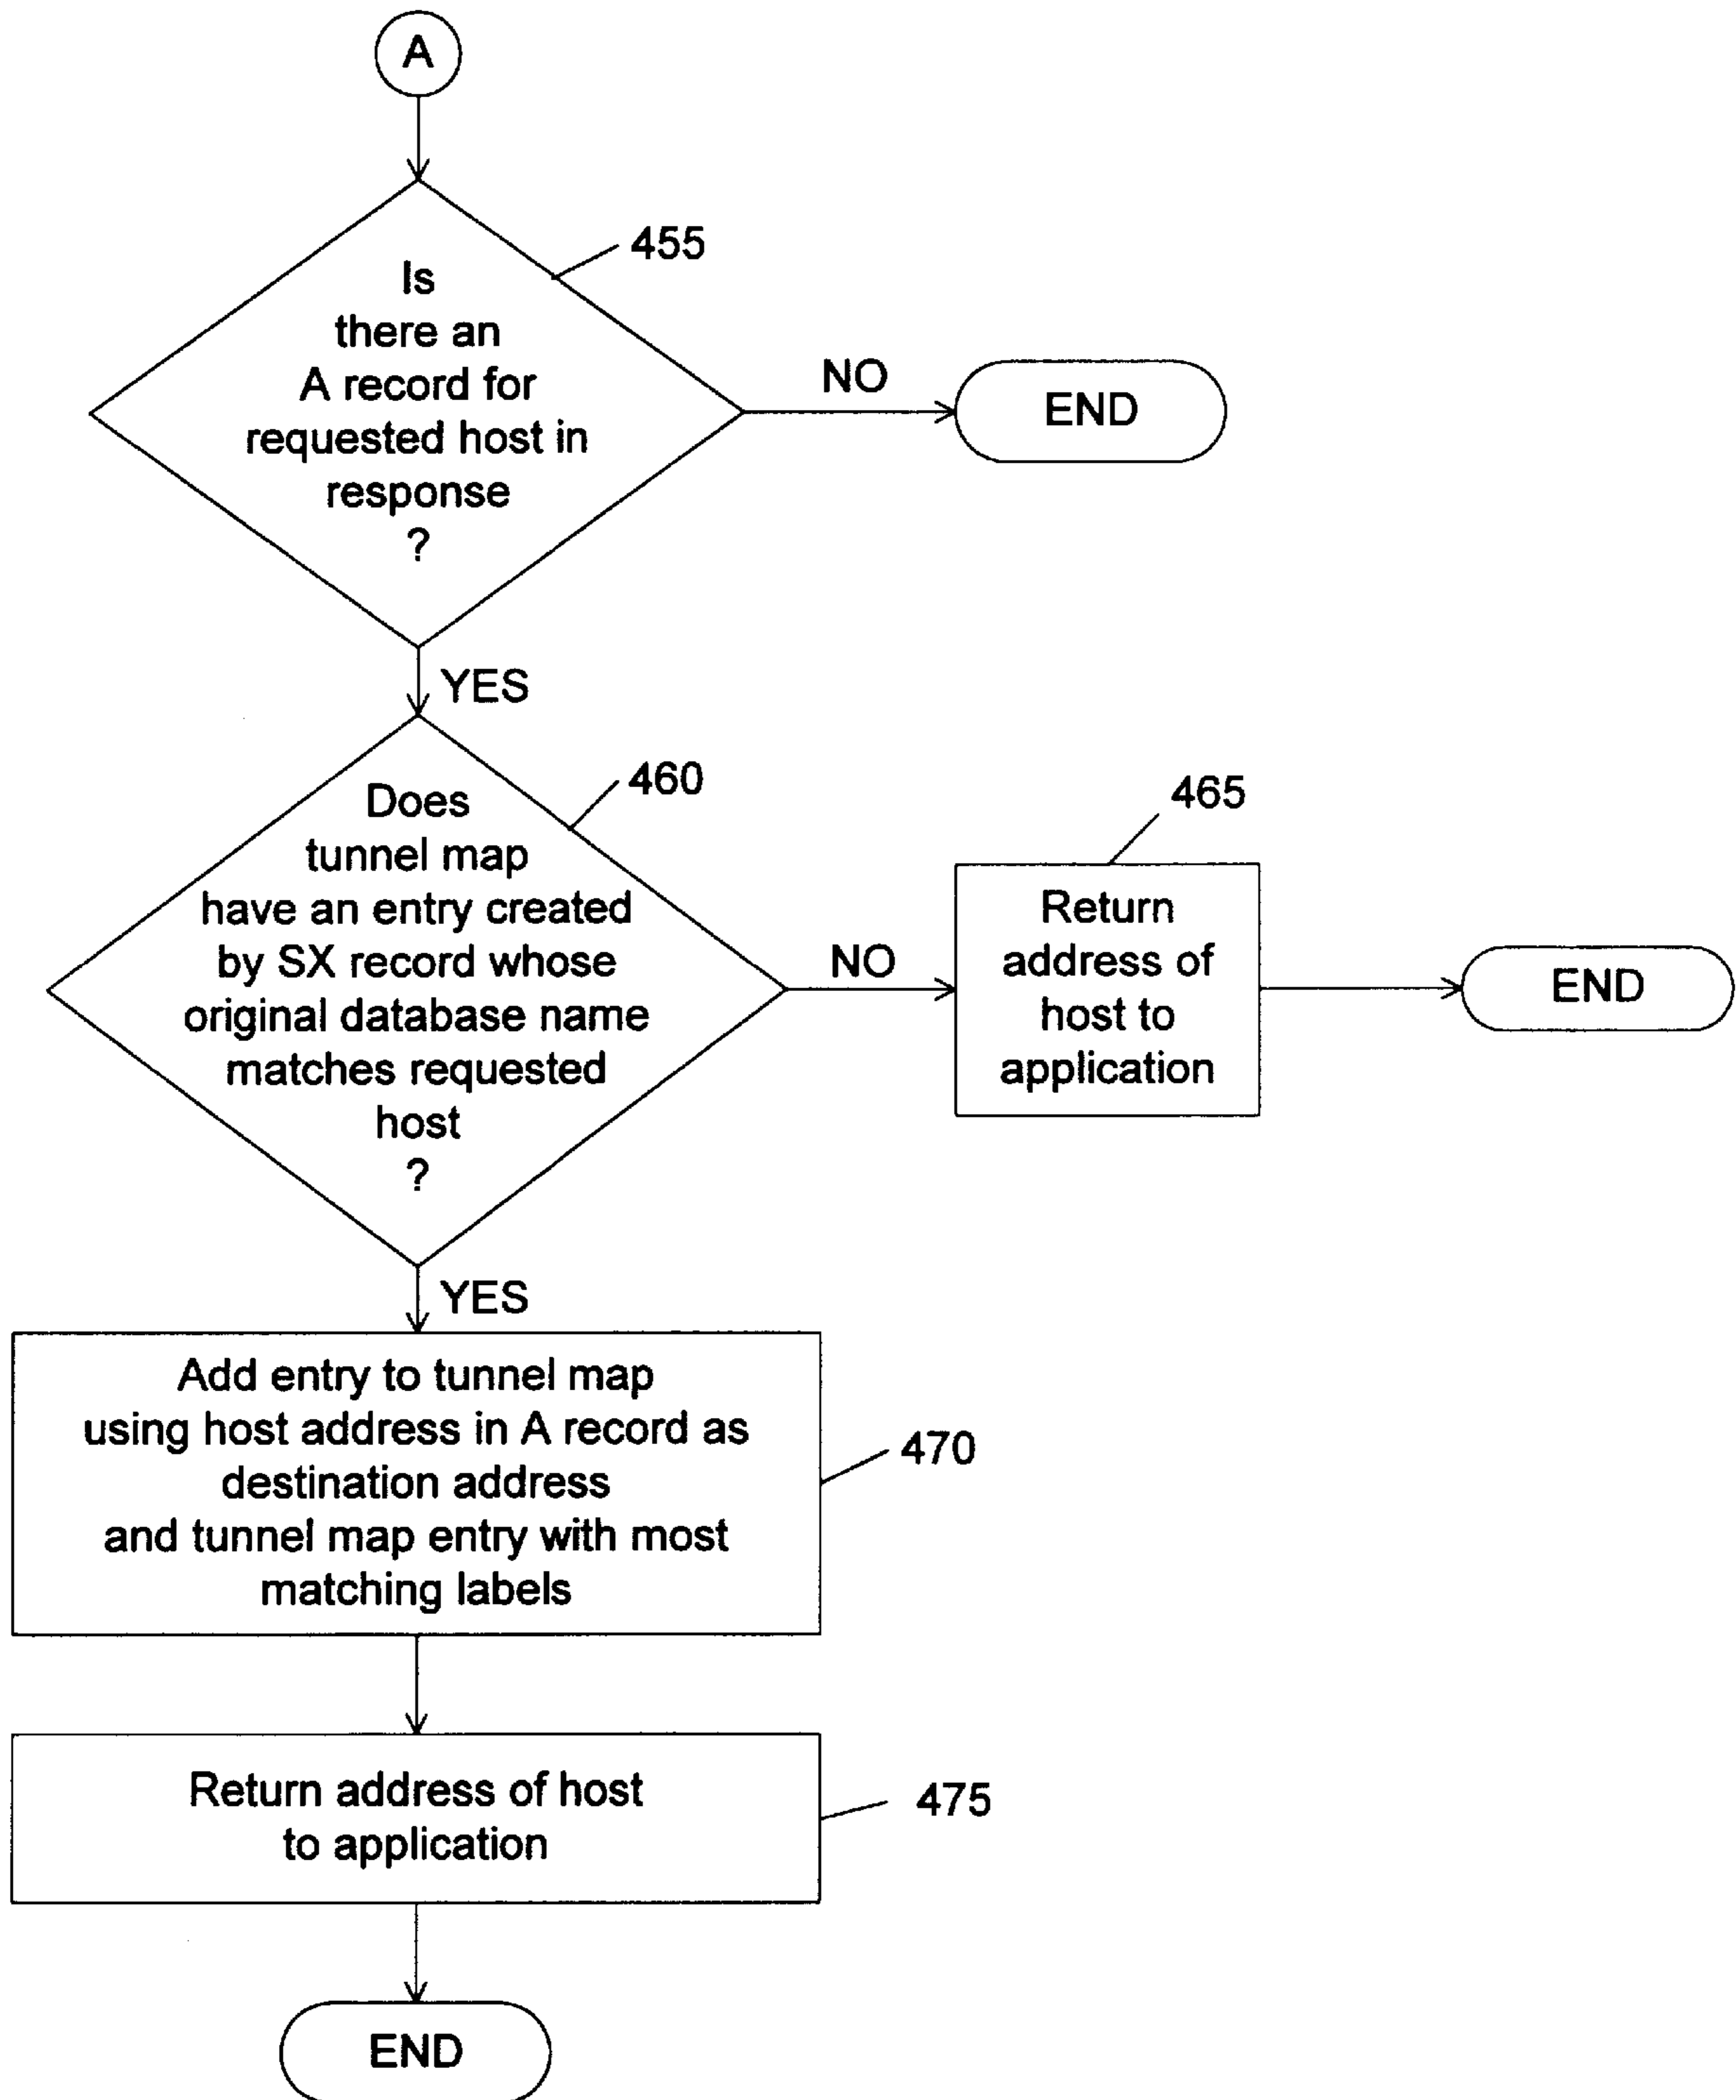 A
455
Is
there an
A record for
requested host in
response
?
NO
END
YES
460
Does
tunnel map
have an entry created
by SX record whose
original database name
matches requested
host
?
NO
465
Return
address of
host to
application
END
YES
Add entry to tunnel map
using host address in A record as
destination address
and tunnel map entry with most
matching labels
470
Return address of host
to application
475
END